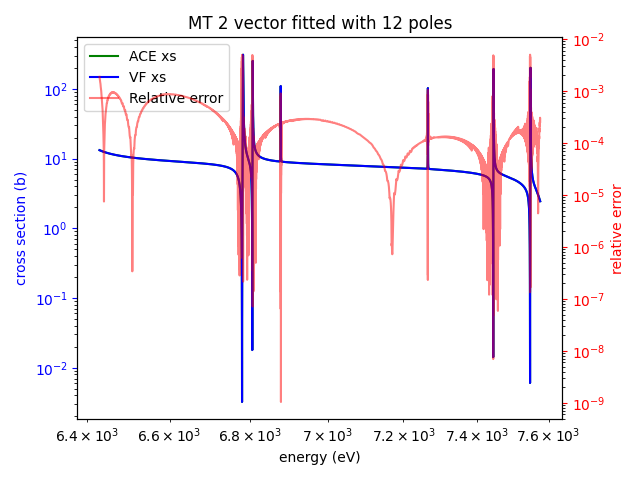 MT 2 vector fitted with 12 poles
ACE xs
VF xs
Relative error
10²
10¹
10⁰
10⁻¹
10⁻²
cross section (b)
10⁻²
10⁻³
10⁻⁴
10⁻⁵
10⁻⁶
10⁻⁷
10⁻⁸
10⁻⁹
relative error
6.4 × 10³ 6.6 × 10³ 6.8 × 10³ 7 × 10³ 7.2 × 10³ 7.4 × 10³ 7.6 × 10³
energy (eV)